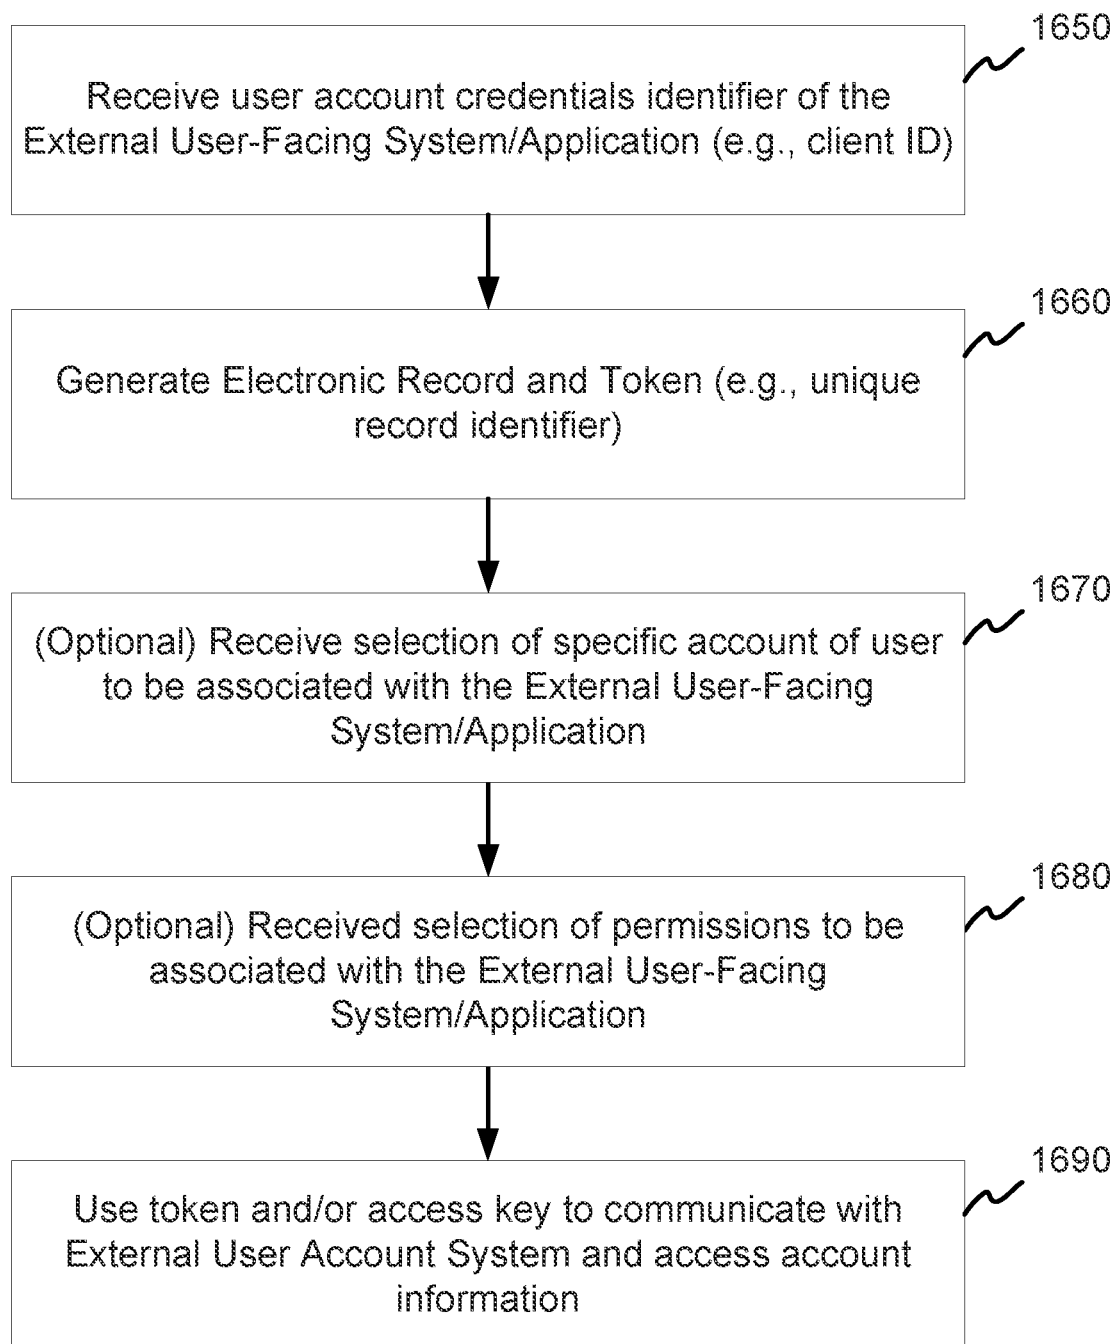 1650
Receive user account credentials identifier of the
External User-Facing System/Application (e.g., client ID)
1660
Generate Electronic Record and Token (e.g., unique
record identifier)
1670
(Optional) Receive selection of specific account of user
to be associated with the External User-Facing
System/Application
1680
(Optional) Received selection of permissions to be
associated with the External User-Facing
System/Application
1690
Use token and/or access key to communicate with
External User Account System and access account
information